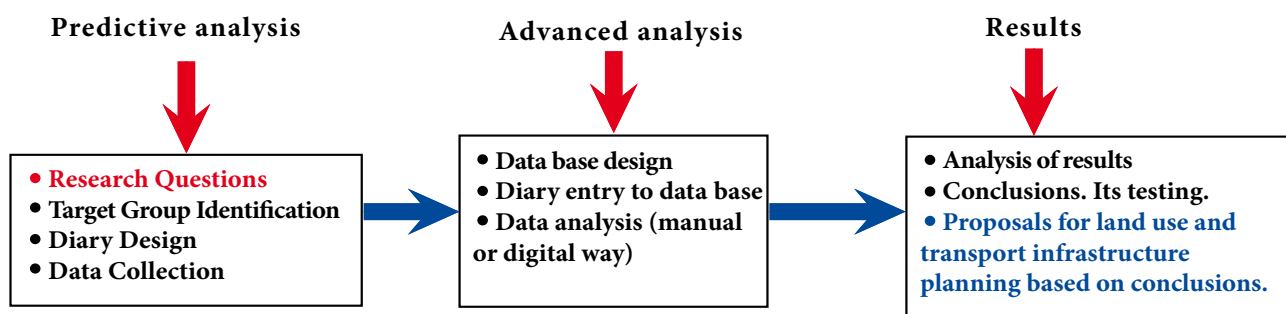 Predictive analysis
Advanced analysis
Results
• Research Questions
• Target Group Identification
• Diary Design
• Data Collection
• Data base design
• Diary entry to data base
• Data analysis (manual
or digital way)
• Analysis of results
• Conclusions. Its testing.
• Proposals for land use and
transport infrastructure
planning based on conclusions.